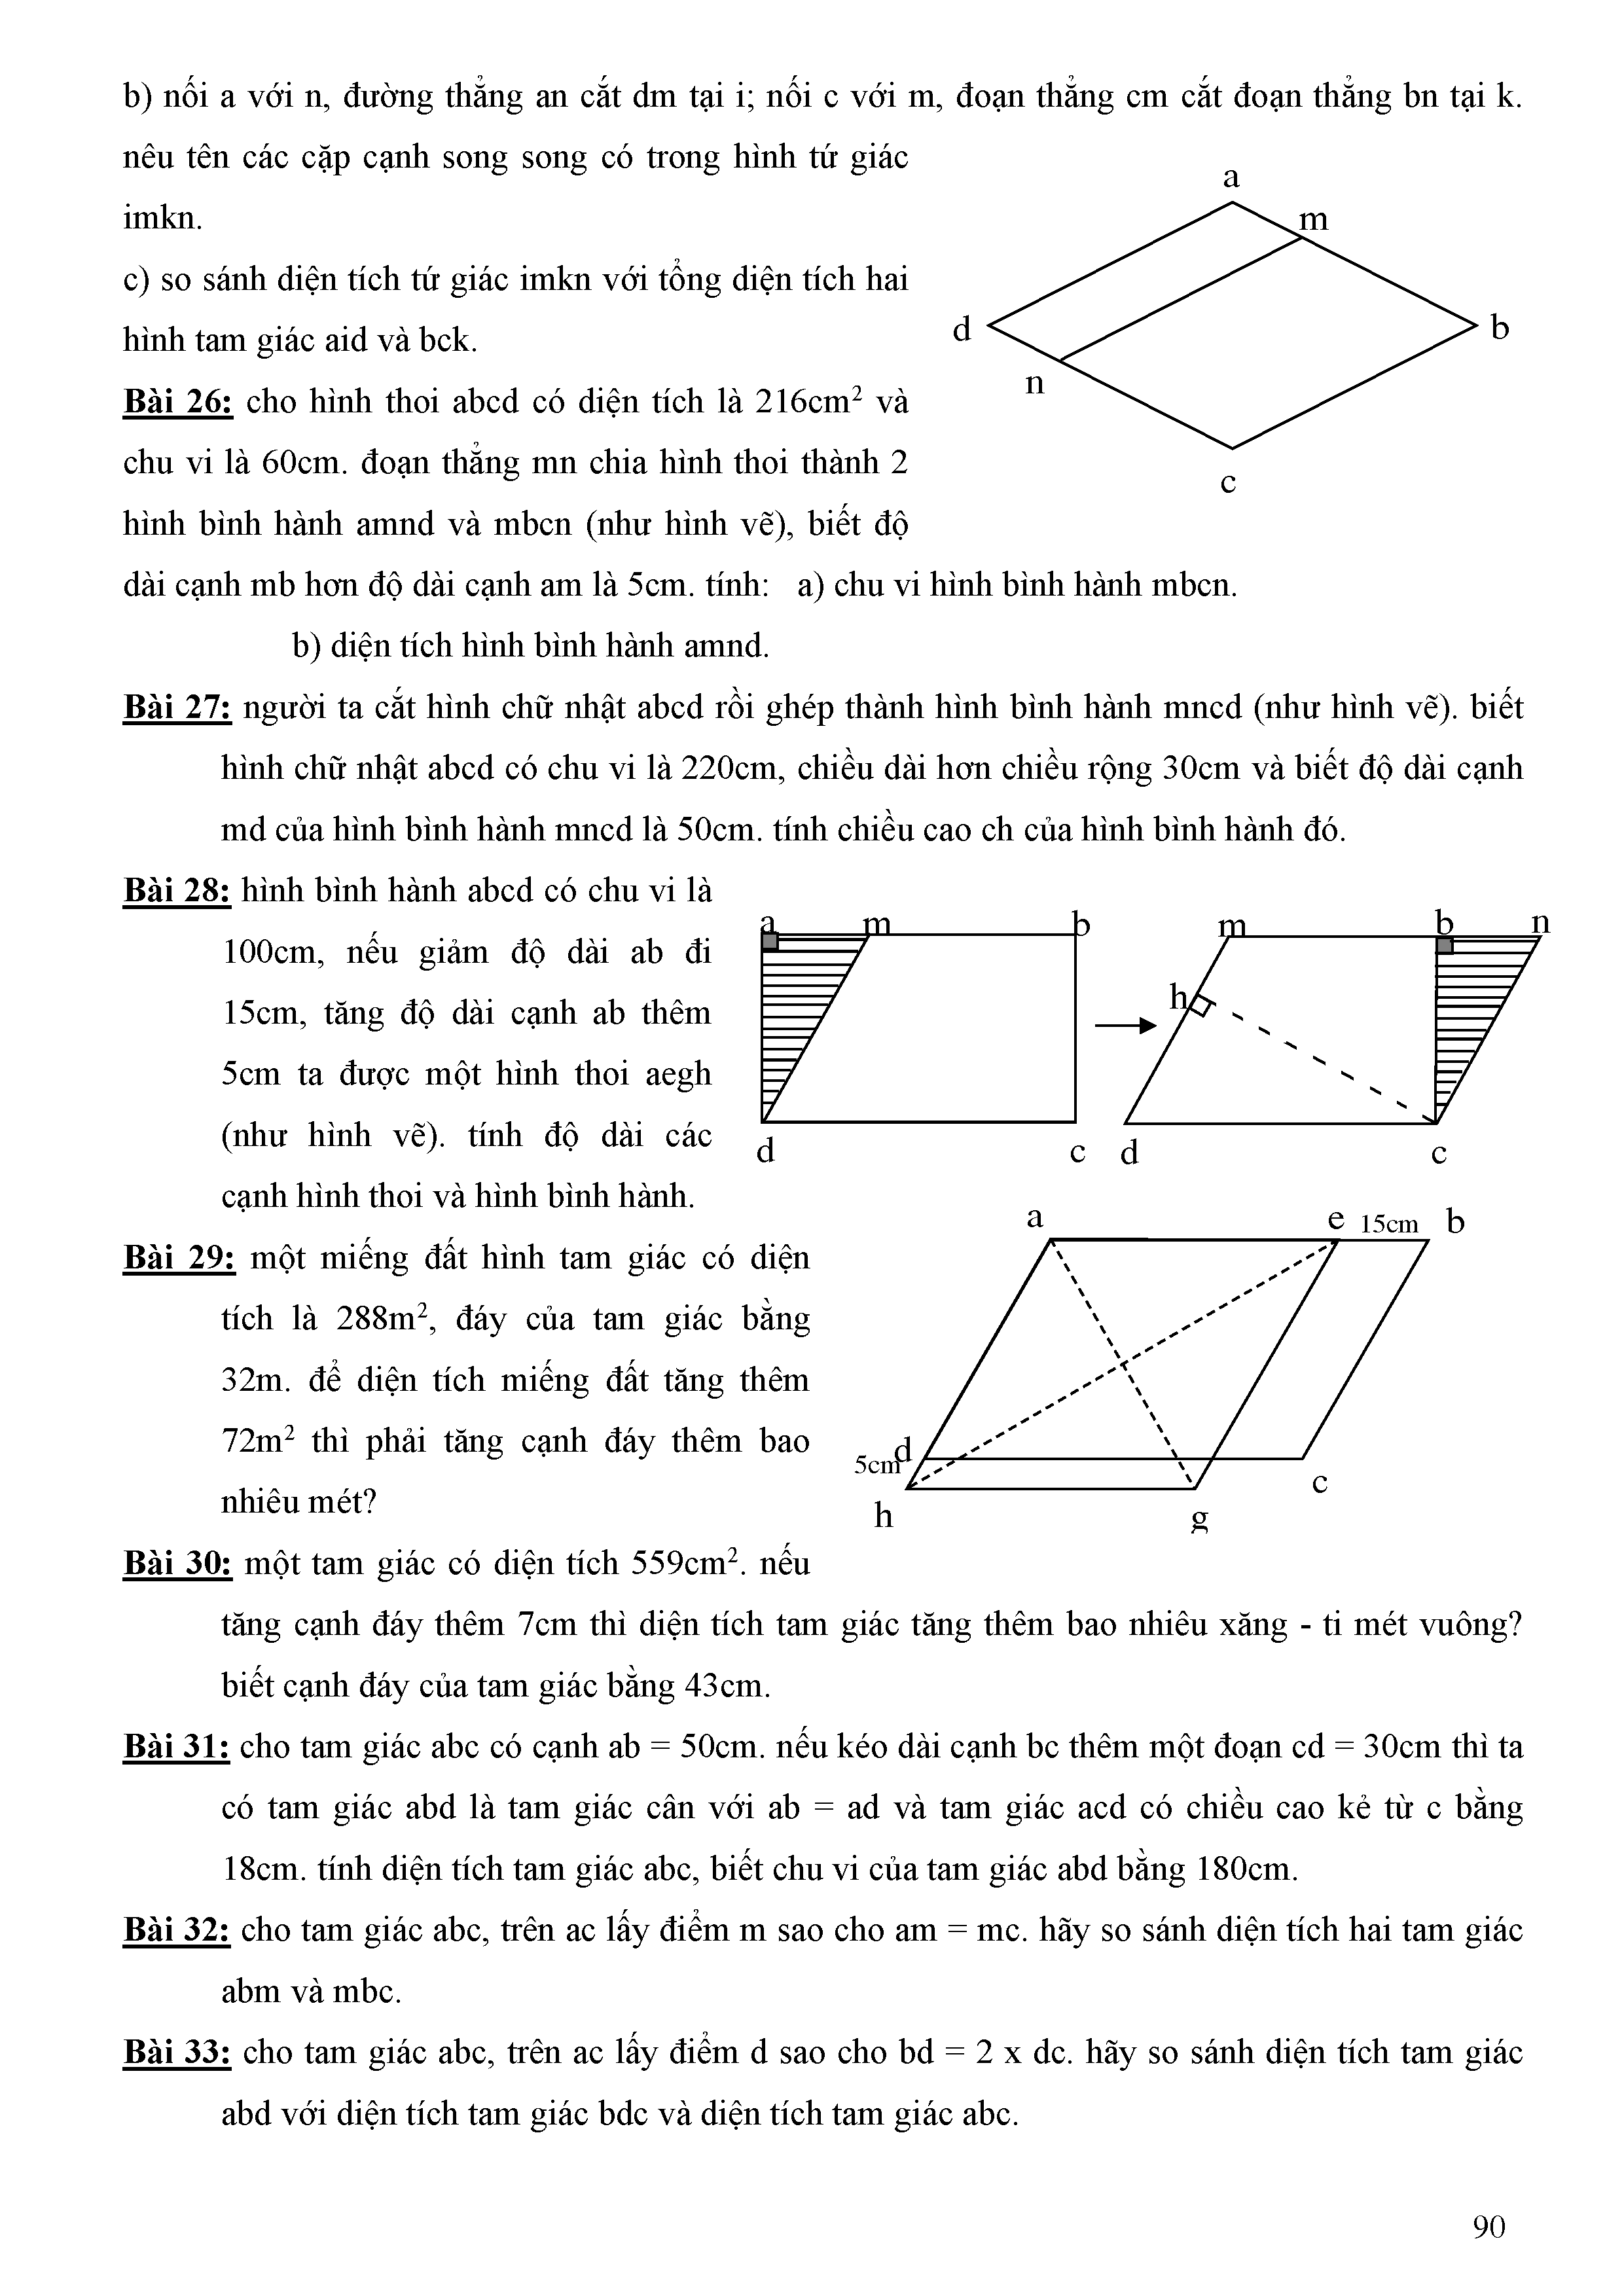 b) nối a với n, đường thẳng an cắt dm tại i; nối c với m, đoạn thẳng cm cắt đoạn thẳng bn tại k.
nêu tên các cặp cạnh song song có trong hình tứ giác
imkn.
c) so sánh diện tích tứ giác imkn với tổng diện tích hai
hình tam giác aid và bck.
a
m
d
b
n
c
Bài 26: cho hình thoi abcd có diện tích là 216cm² và
chu vi là 60cm. đoạn thẳng mn chia hình thoi thành 2
hình bình hành amnd và mbcn (như hình vẽ), biết độ
dài cạnh mb hơn độ dài cạnh am là 5cm. tính: a) chu vi hình bình hành mbcn.
b) diện tích hình bình hành amnd.
Bài 27: người ta cắt hình chữ nhật abcd rồi ghép thành hình bình hành mncd (như hình vẽ). biết
hình chữ nhật abcd có chu vi là 220cm, chiều dài hơn chiều rộng 30cm và biết độ dài cạnh
md của hình bình hành mncd là 50cm. tính chiều cao ch của hình bình hành đó.
Bài 28: hình bình hành abcd có chu vi là
100cm, nếu giảm độ dài ab đi
15cm, tăng độ dài cạnh ab thêm
5cm ta được một hình thoi aegh
(như hình vẽ). tính độ dài các
cạnh hình thoi và hình bình hành.
a m b m b n
h
d c d c
a e 15cm b
5cm d
c
h g
Bài 29: một miếng đất hình tam giác có diện
tích là 288m², đáy của tam giác bằng
32m. để diện tích miếng đất tăng thêm
72m² thì phải tăng cạnh đáy thêm bao
nhiêu mét?
Bài 30: một tam giác có diện tích 559cm². nếu
tăng cạnh đáy thêm 7cm thì diện tích tam giác tăng thêm bao nhiêu xăng - ti mét vuông?
biết cạnh đáy của tam giác bằng 43cm.
Bài 31: cho tam giác abc có cạnh ab = 50cm. nếu kéo dài cạnh bc thêm một đoạn cd = 30cm thì ta
có tam giác abd là tam giác cân với ab = ad và tam giác acd có chiều cao kẻ từ c bằng
18cm. tính diện tích tam giác abc, biết chu vi của tam giác abd bằng 180cm.
Bài 32: cho tam giác abc, trên ac lấy điểm m sao cho am = mc. hãy so sánh diện tích hai tam giác
abm và mbc.
Bài 33: cho tam giác abc, trên ac lấy điểm d sao cho bd = 2 x dc. hãy so sánh diện tích tam giác
abd với diện tích tam giác bdc và diện tích tam giác abc.
90